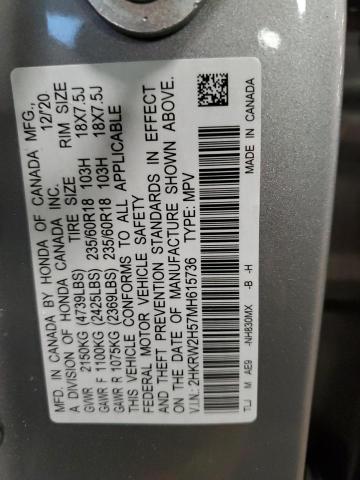 MADE IN CANADA BY HONDA OF CANADA MFG.,
A DIVISION OF HONDA CANADA INC. 12/20
TIRE SIZE RIM SIZE
GVWR 2150KG (4739LBS)
GAWR F 1100KG (2425LBS) 235/60R18 103H 18X7.5J
GAWR R 1075KG (2369LBS) 235/60R18 103H 18X7.5J
THIS VEHICLE CONFORMS TO ALL APPLICABLE
FEDERAL MOTOR VEHICLE SAFETY
AND THEFT PREVENTION STANDARDS IN EFFECT
ON THE DATE OF MANUFACTURE SHOWN ABOVE.
V.I.N.: 2HKRW2H57MH615736 TYPE: MPV
TLJ M AE9 -NH830MX -B -H
MADE IN CANADA